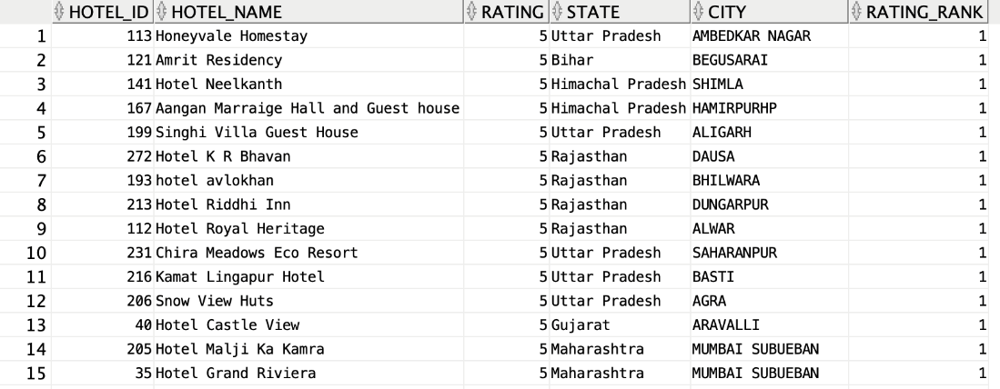 HOTEL_ID HOTEL_NAME RATING STATE CITY RATING_RANK
1 113 Honeyvale Homestay 5 Uttar Pradesh AMBEDKAR NAGAR 1
2 121 Amrit Residency 5 Bihar BEGUSARAI 1
3 141 Hotel Neelkanth 5 Himachal Pradesh SHIMLA 1
4 167 Aangan Marraige Hall and Guest house 5 Himachal Pradesh HAMIRPURHP 1
5 199 Singhi Villa Guest House 5 Uttar Pradesh ALIGARH 1
6 272 Hotel K R Bhavan 5 Rajasthan DAUSA 1
7 193 hotel avlokhan 5 Rajasthan BHILWARA 1
8 213 Hotel Riddhi Inn 5 Rajasthan DUNGARPUR 1
9 112 Hotel Royal Heritage 5 Rajasthan ALWAR 1
10 231 Chira Meadows Eco Resort 5 Uttar Pradesh SAHARANPUR 1
11 216 Kamat Lingapur Hotel 5 Uttar Pradesh BASTI 1
12 206 Snow View Huts 5 Uttar Pradesh AGRA 1
13 40 Hotel Castle View 5 Gujarat ARAVALLI 1
14 205 Hotel Malji Ka Kamra 5 Maharashtra MUMBAI SUBUEBAN 1
15 35 Hotel Grand Riviera 5 Maharashtra MUMBAI SUBUEBAN 1